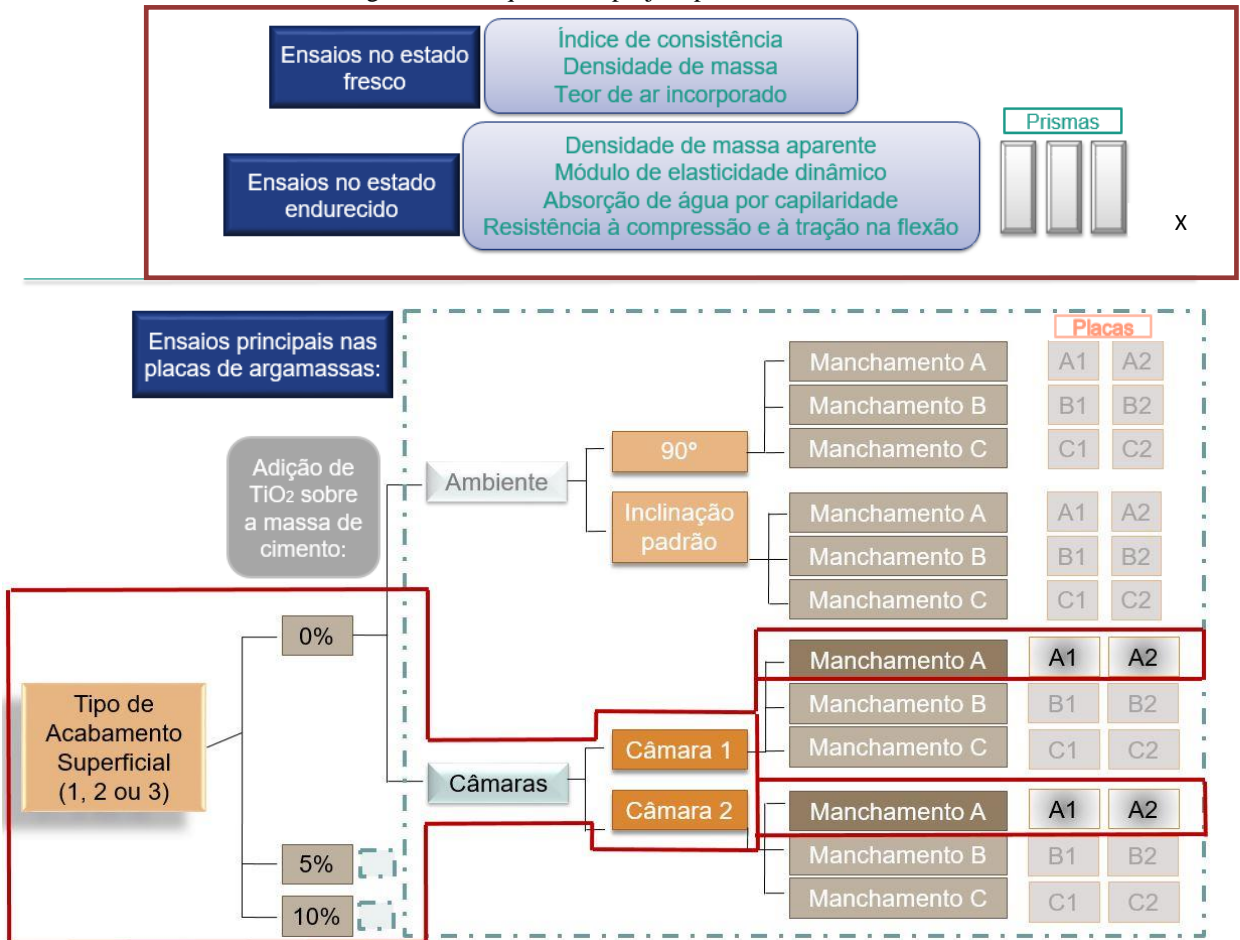 Ensaios no estado
fresco
Índice de consistência
Densidade de massa
Teor de ar incorporado
Ensaios no estado
endurecido
Densidade de massa aparente
Módulo de elasticidade dinâmico
Absorção de água por capilaridade
Resistência à compressão e à tração na flexão
Prismas
X
Ensaios principais nas
placas de argamassas:
Placas
Adição de
TiO2 sobre
a massa de
cimento:
Ambiente
90°
Manchamento A A1 A2
Manchamento B B1 B2
Manchamento C C1 C2
Inclinação
padrão
Manchamento A A1 A2
Manchamento B B1 B2
Manchamento C C1 C2
Tipo de
Acabamento
Superficial
(1, 2 ou 3)
0%
5%
10%
Câmaras
Câmara 1
Manchamento A A1 A2
Manchamento B B1 B2
Manchamento C C1 C2
Câmara 2
Manchamento A A1 A2
Manchamento B B1 B2
Manchamento C C1 C2